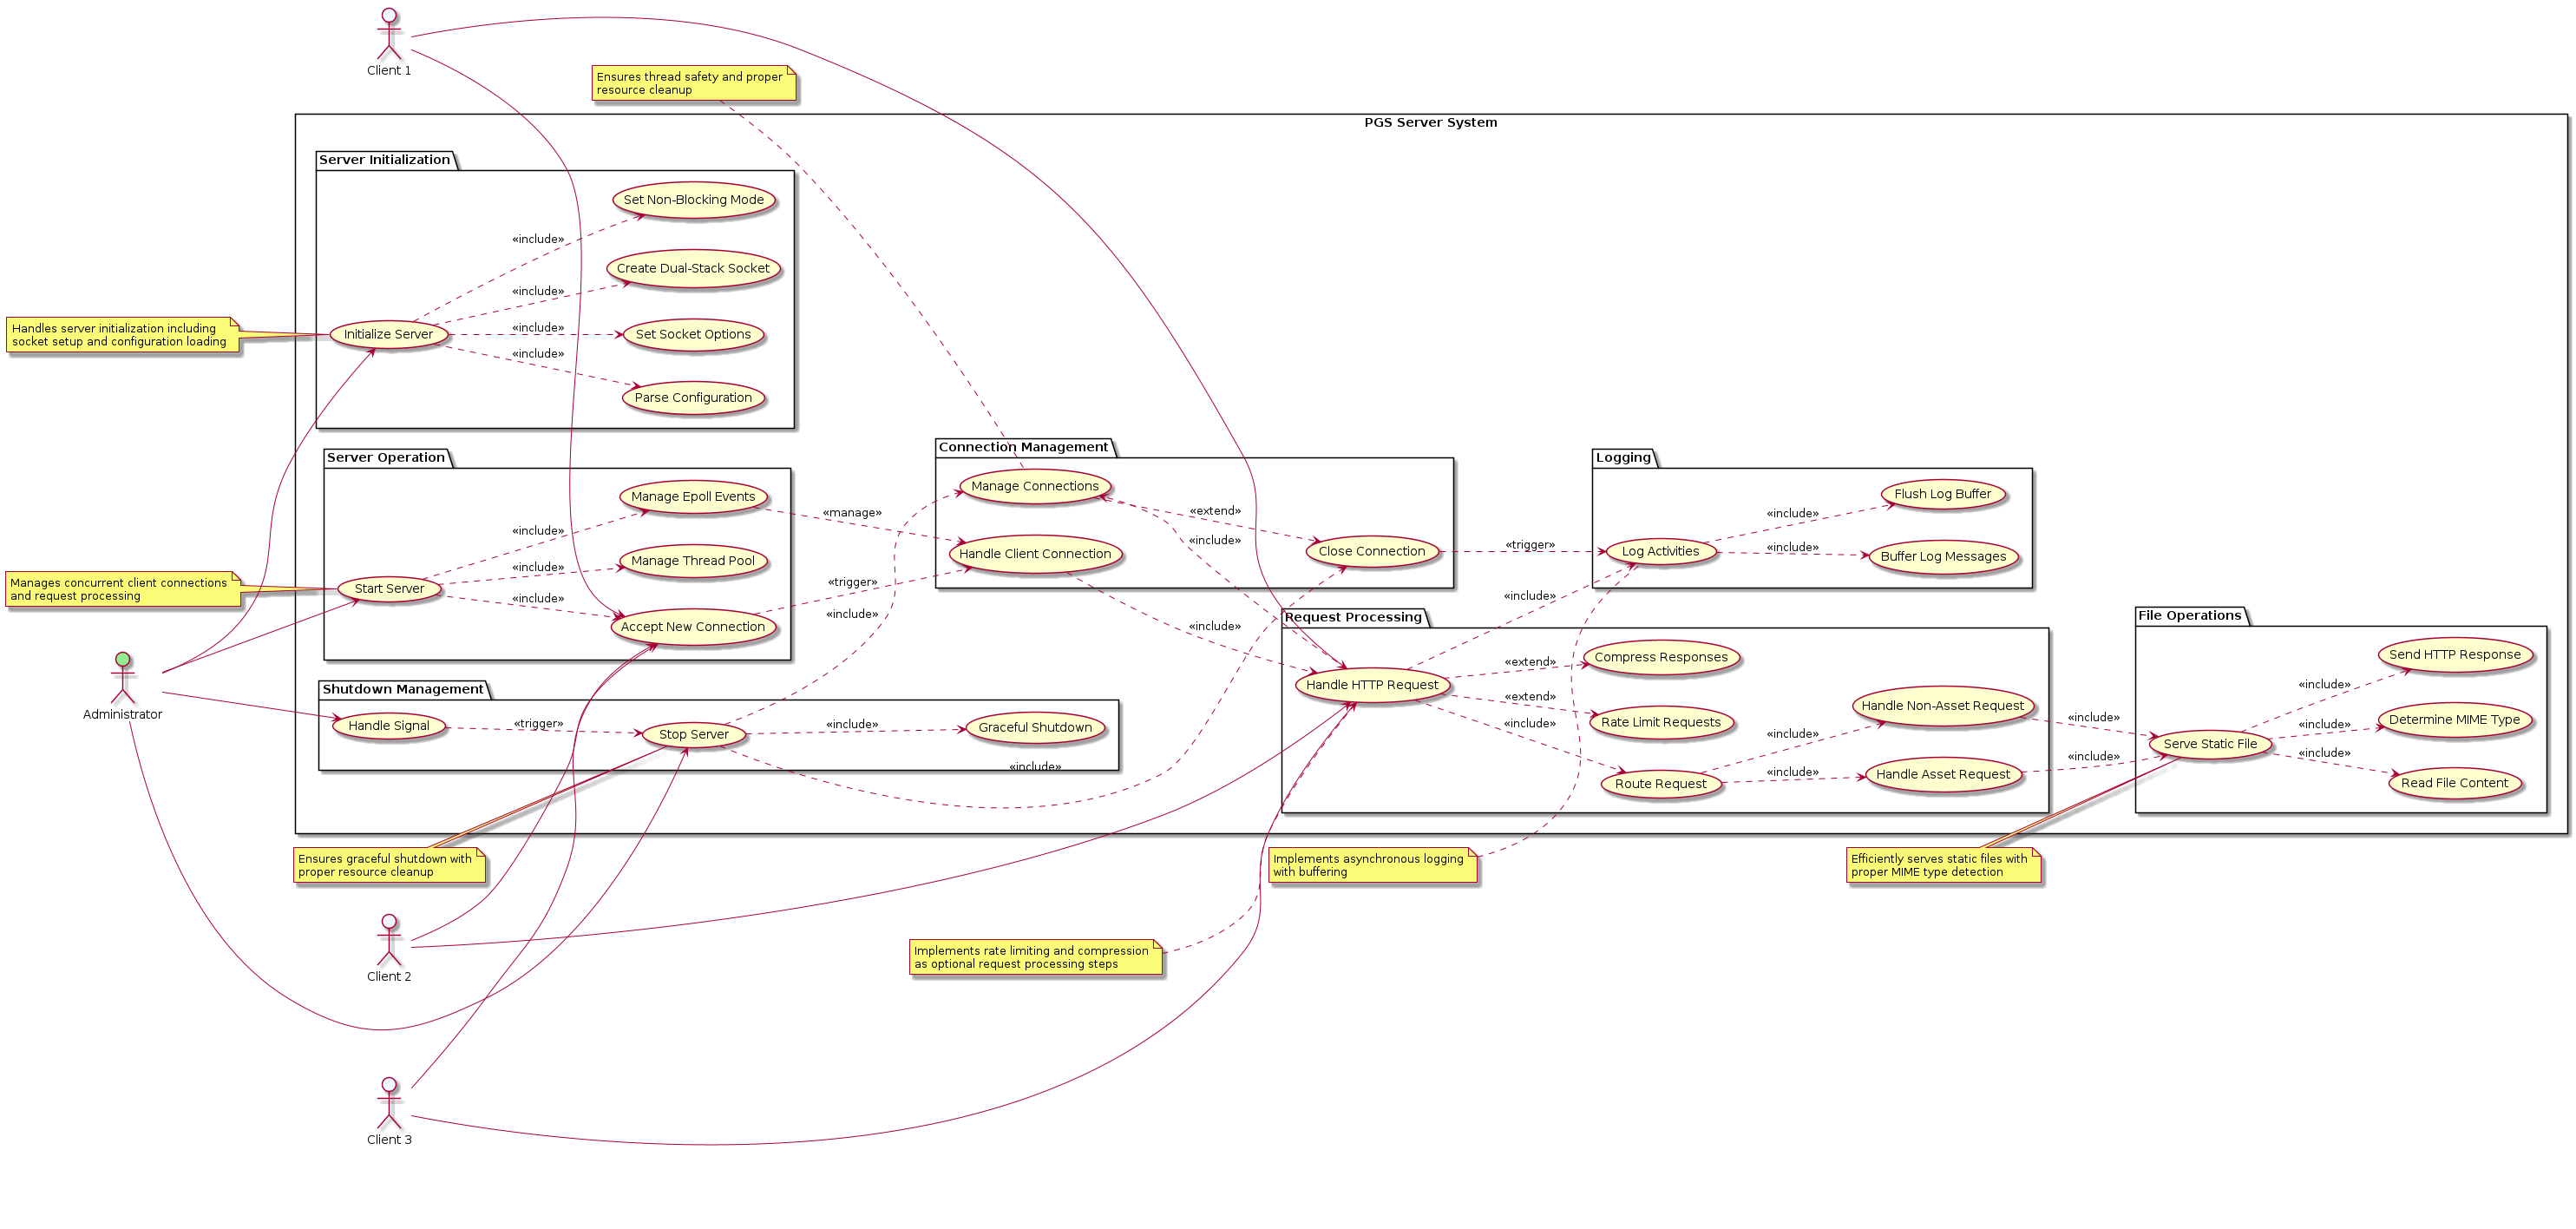 Client 1
Ensures thread safety and proper
resource cleanup
PGS Server System
Server Initialization
Set Non-Blocking Mode
«include»
Create Dual-Stack Socket
«include»
Handles server initialization including
socket setup and configuration loading
Initialize Server
«include»
Set Socket Options
«include»
Parse Configuration
Server Operation
Manage Epoll Events
«include»
«manage»
Manage Thread Pool
«include»
Manages concurrent client connections
and request processing
Start Server
«include»
Accept New Connection
«trigger»
Connection Management
Manage Connections
«extend»
«include»
Handle Client Connection
Close Connection
«trigger»
«include»
«include»
Logging
Flush Log Buffer
«include»
Log Activities
«include»
Buffer Log Messages
Administrator
Shutdown Management
Handle Signal
«trigger»
Stop Server
«include»
Graceful Shutdown
«include»
Request Processing
«include»
Compress Responses
«extend»
Handle HTTP Request
«extend»
Rate Limit Requests
«include»
Route Request
«include»
Handle Non-Asset Request
«include»
«include»
Handle Asset Request
«include»
File Operations
Send HTTP Response
«include»
Determine MIME Type
«include»
Serve Static File
«include»
Read File Content
Ensures graceful shutdown with
proper resource cleanup
Implements asynchronous logging
with buffering
Efficiently serves static files with
proper MIME type detection
Client 2
Implements rate limiting and compression
as optional request processing steps
Client 3